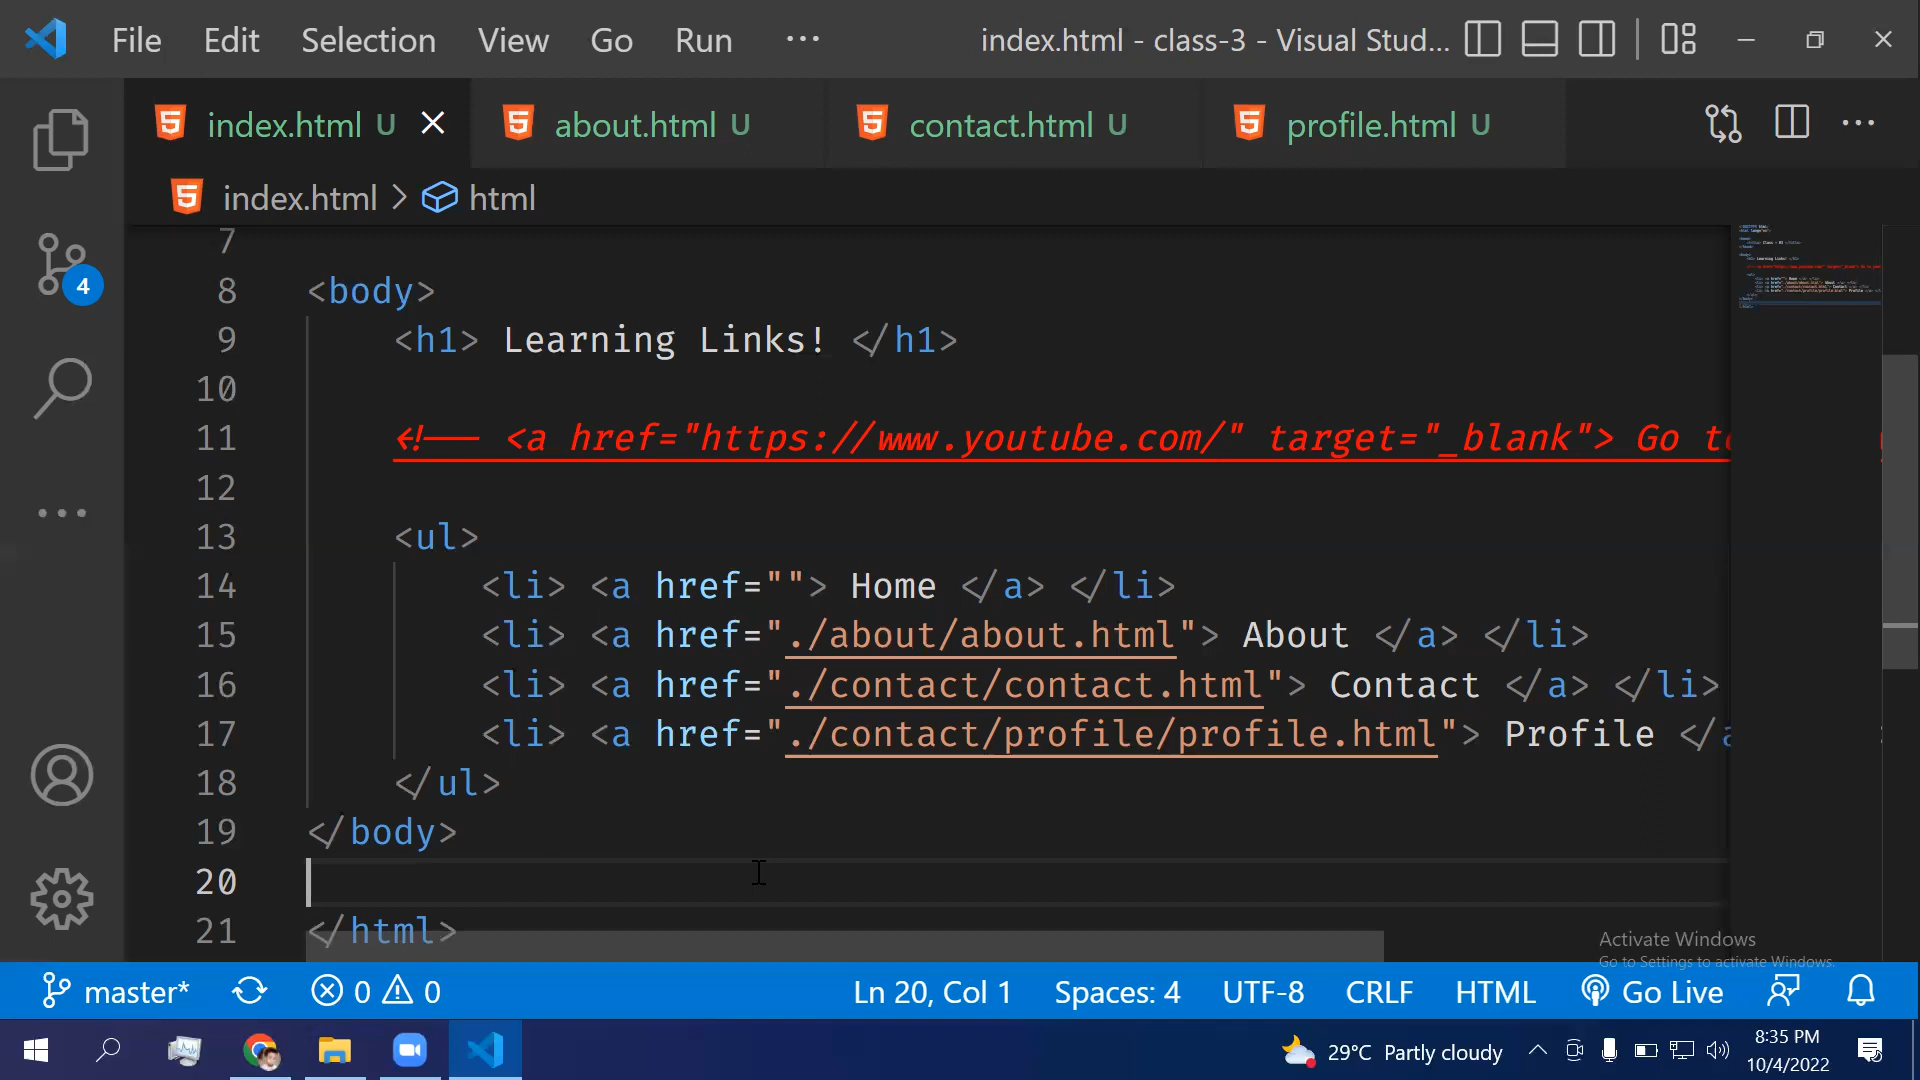 File Edit Selection View Go Run ··· index.html - class-3 - Visual Stud...
index.html U about.html U contact.html U profile.html U
index.html > html
7
8 <body>
9 <h1> Learning Links! </h1>
10
11 <!-- <a href="https://www.youtube.com/" target="_blank"> Go to
12
13 <ul>
14 <li> <a href=""> Home </a> </li>
15 <li> <a href="./about/about.html"> About </a> </li>
16 <li> <a href="./contact/contact.html"> Contact </a> </li>
17 <li> <a href="./contact/profile/profile.html"> Profile </a
18 </ul>
19 </body>
20
21 </html>
4
Activate Windows
Go to Settings to activate Windows.
master* 0 0 Ln 20, Col 1 Spaces: 4 UTF-8 CRLF HTML Go Live
29°C Partly cloudy 8:35 PM
10/4/2022